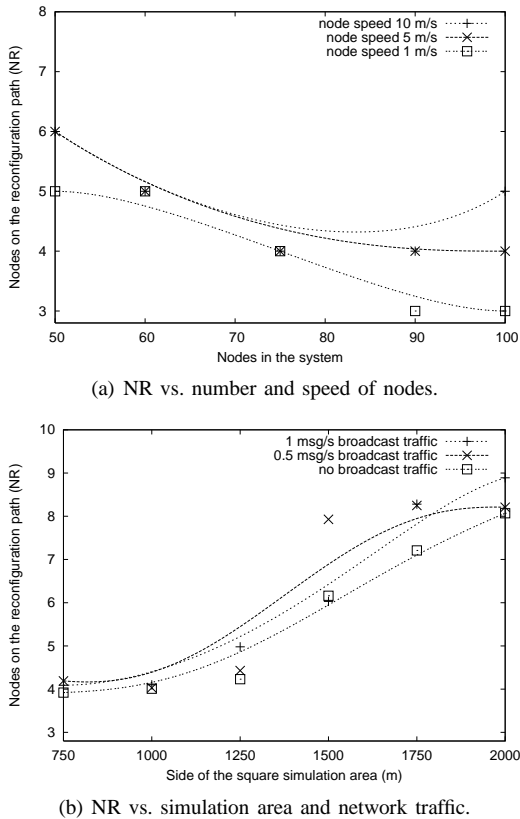 8
7
6
5
4
3
50
60
70
80
90
100
Nodes on the reconfiguration path (NR)
Nodes in the system
node speed 10 m/s
node speed 5 m/s
node speed 1 m/s
(a) NR vs. number and speed of nodes.
10
9
8
7
6
5
4
3
750
1000
1250
1500
1750
2000
Nodes on the reconfiguration path (NR)
Side of the square simulation area (m)
1 msg/s broadcast traffic
0.5 msg/s broadcast traffic
no broadcast traffic
(b) NR vs. simulation area and network traffic.